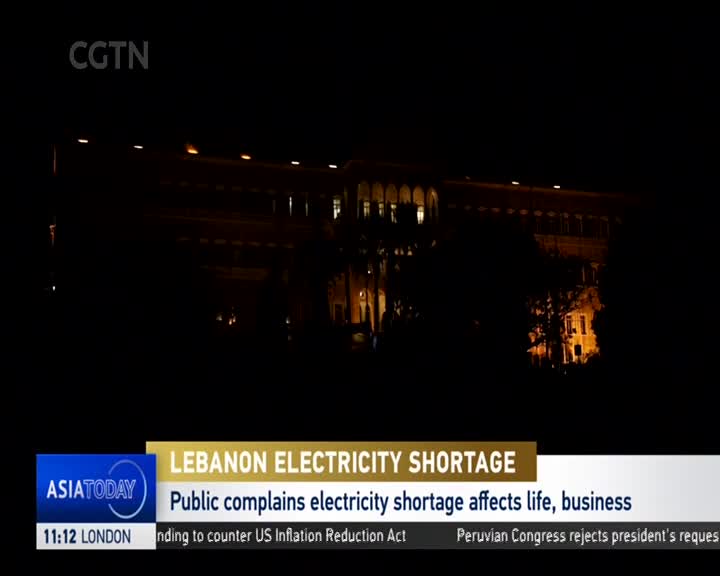 CGTN
LEBANON ELECTRICITY SHORTAGE
ASIATODAY
Public complains electricity shortage affects life, business
11:12 LONDON
nding to counter US Inflation Reduction Act Peruvian Congress rejects president's reques